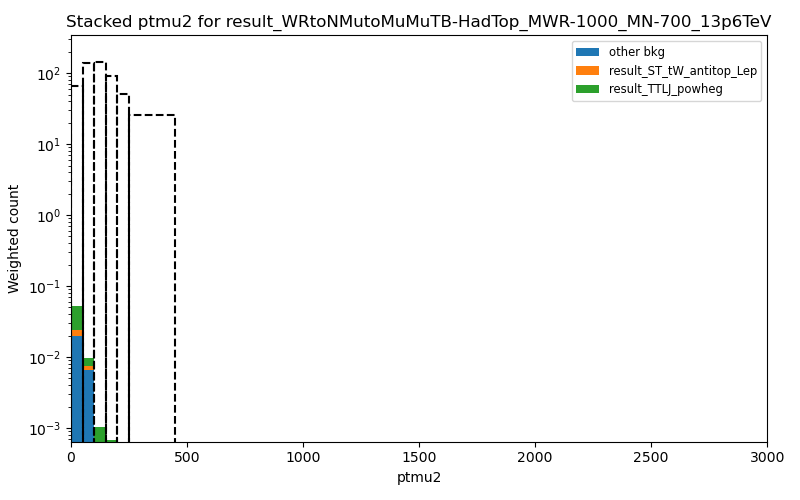 Stacked ptmu2 for result_WRtoNMutoMuMuTB-HadTop_MWR-1000_MN-700_13p6TeV
other bkg
result_ST_tW_antitop_Lep
result_TTLJ_powheg
Weighted count
10²
10¹
10⁰
10⁻¹
10⁻²
10⁻³
0 500 1000 1500 2000 2500 3000
ptmu2